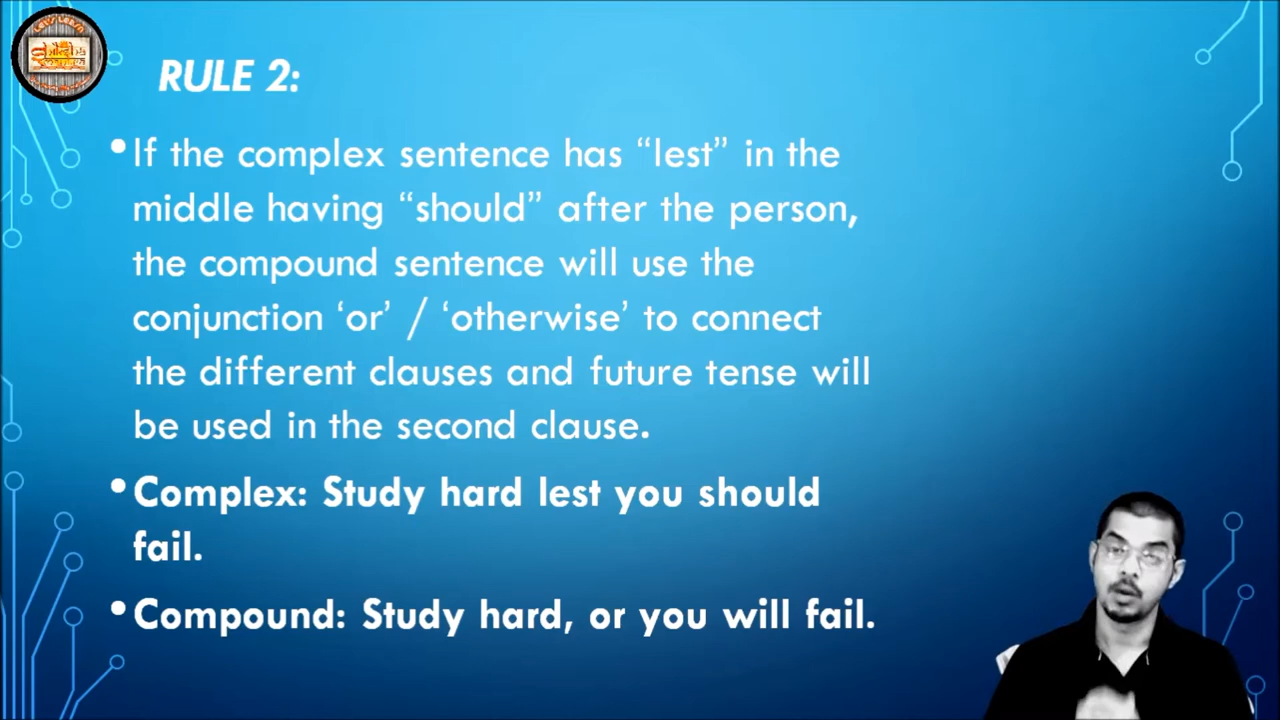 RULE 2:
•If the complex sentence has “lest” in the
middle having “should” after the person,
the compound sentence will use the
conjunction ‘or’ / ‘otherwise’ to connect
the different clauses and future tense will
be used in the second clause.
•Complex: Study hard lest you should
fail.
•Compound: Study hard, or you will fail.